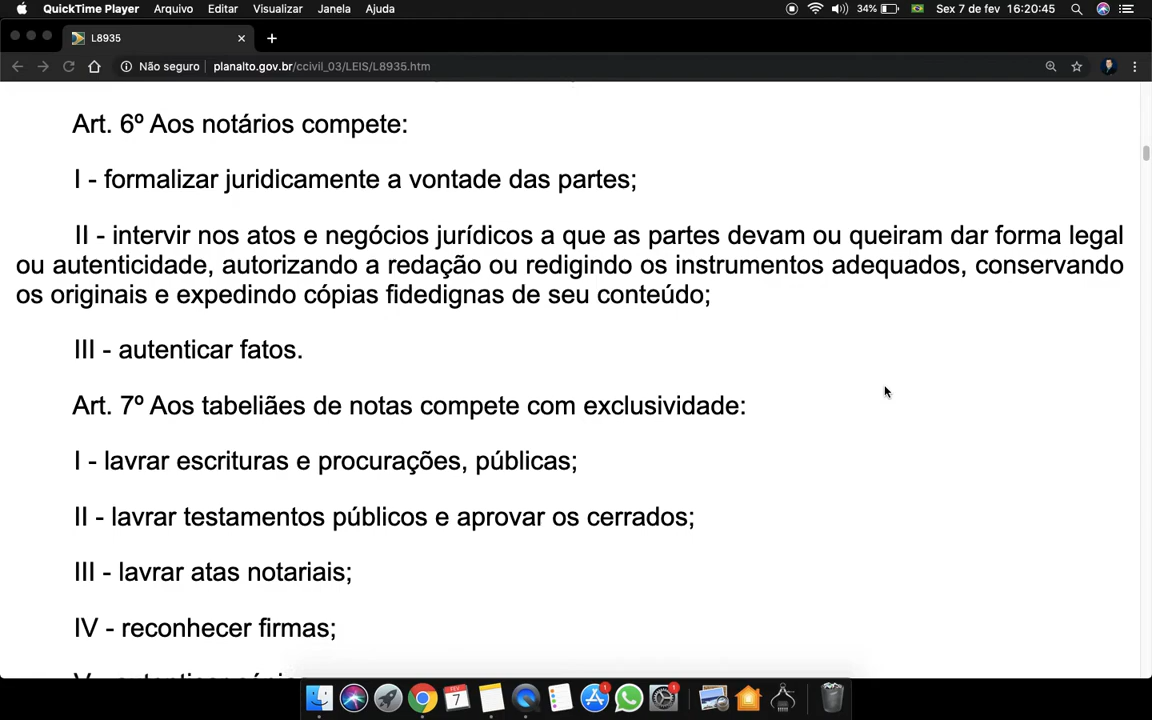 QuickTime Player Arquivo Editar Visualizar Janela Ajuda 34% Sex 7 de fev 16:20:45
L8935
Não seguro planalto.gov.br/ccivil_03/LEIS/L8935.htm
Art. 6º Aos notários compete:
I - formalizar juridicamente a vontade das partes;
II - intervir nos atos e negócios jurídicos a que as partes devam ou queiram dar forma legal
ou autenticidade, autorizando a redação ou redigindo os instrumentos adequados, conservando
os originais e expedindo cópias fidedignas de seu conteúdo;
III - autenticar fatos.
Art. 7º Aos tabeliães de notas compete com exclusividade:
I - lavrar escrituras e procurações, públicas;
II - lavrar testamentos públicos e aprovar os cerrados;
III - lavrar atas notariais;
IV - reconhecer firmas;
FEV 7 1 1